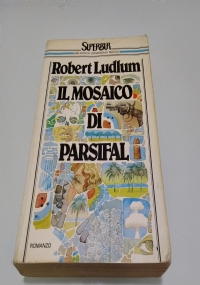 SUPERBUR
Robert Ludlum
IL MOSAICO
DI
PARSIFAL
ROMANZO